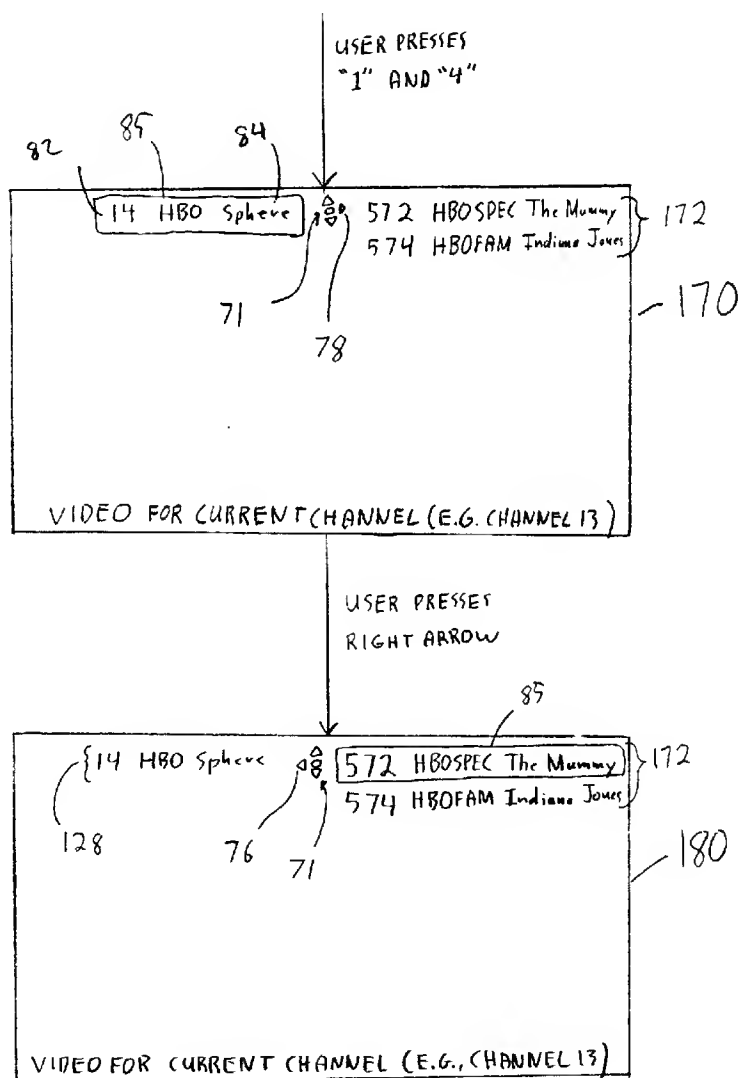 USER PRESSES
"1" AND "4"
82 85 84
14 HBO Sphere 572 HBOSPEC The Mummy 172
574 HBOFAM Indiana Jones
71 78 170
VIDEO FOR CURRENT CHANNEL (E.G. CHANNEL 13)
USER PRESSES
RIGHT ARROW
85
{14 HBO Sphere 572 HBOSPEC The Mummy 172
574 HBOFAM Indiana Jones
128 76 71 180
VIDEO FOR CURRENT CHANNEL (E.G., CHANNEL 13)